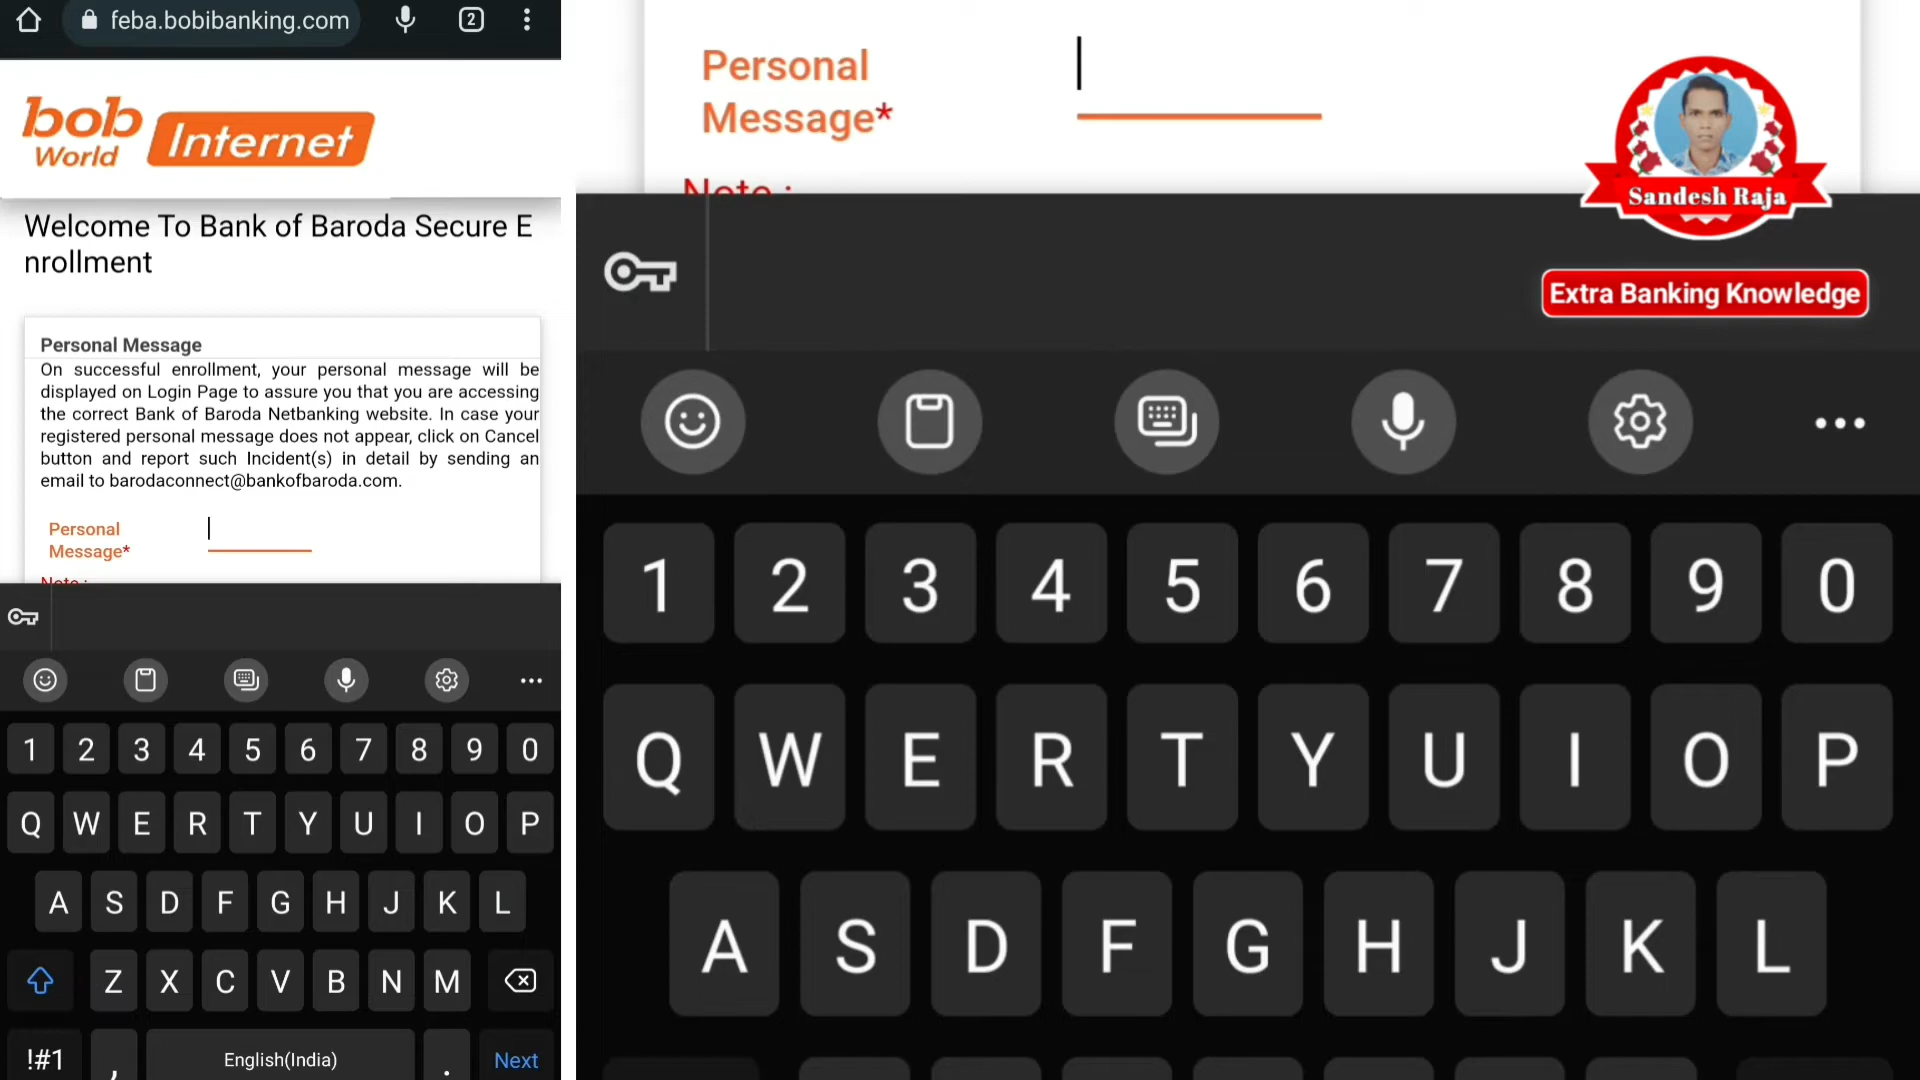 feba.bobibanking.com
2
bob
World
Internet
Welcome To Bank of Baroda Secure E
nrollment
Personal Message
On successful enrollment, your personal message will be
displayed on Login Page to assure you that you are accessing
the correct Bank of Baroda Netbanking website. In case your
registered personal message does not appear, click on Cancel
button and report such Incident(s) in detail by sending an
email to barodaconnect@bankofbaroda.com.
Personal
Message*
Note :
1 2 3 4 5 6 7 8 9 0
Q W E R T Y U I O P
A S D F G H J K L
Z X C V B N M
!#1 , English(India) . Next
Personal
Message*
Note :
Sandesh Raja
Extra Banking Knowledge
1 2 3 4 5 6 7 8 9 0
Q W E R T Y U I O P
A S D F G H J K L